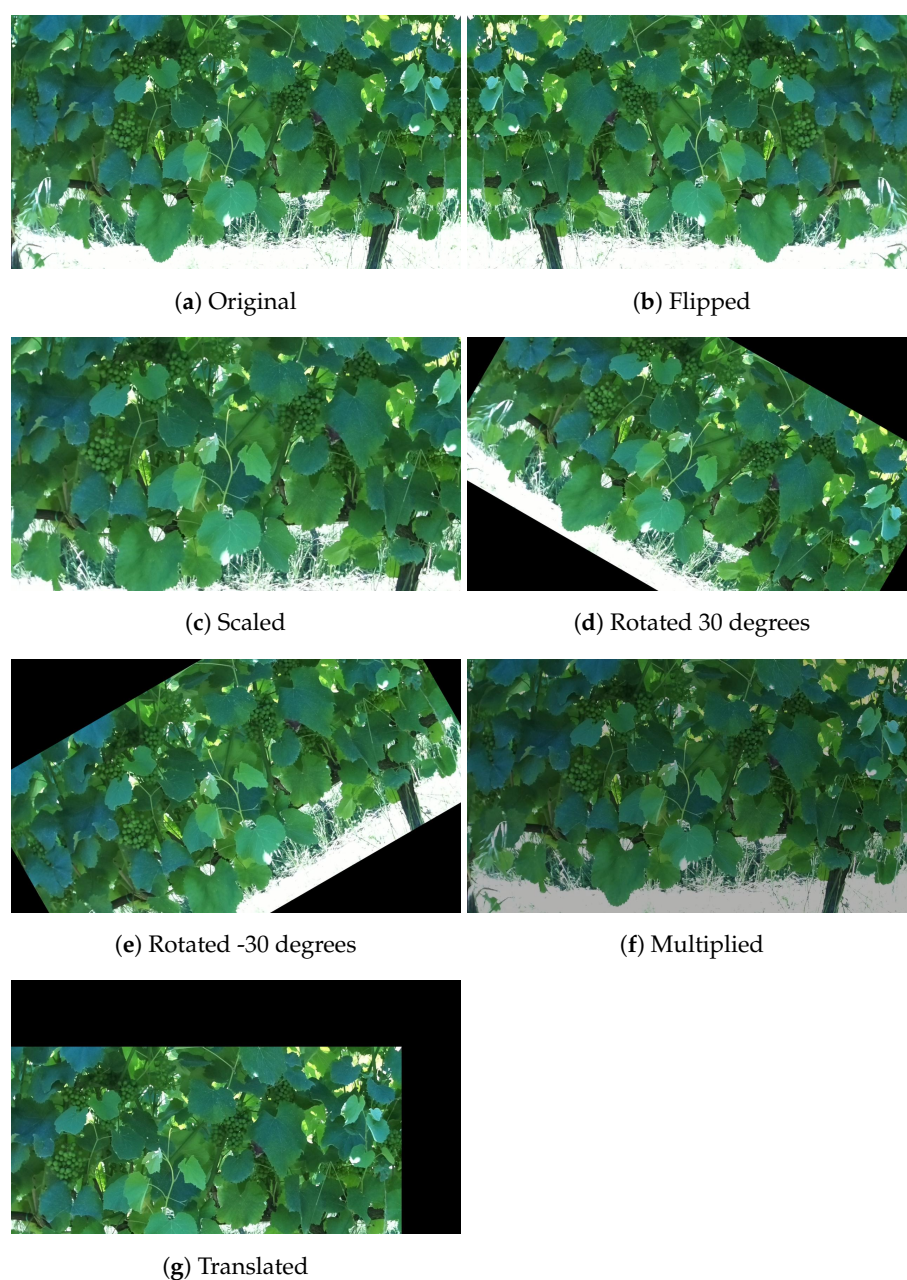 (a) Original
(b) Flipped
(c) Scaled
(d) Rotated 30 degrees
(e) Rotated -30 degrees
(f) Multiplied
(g) Translated